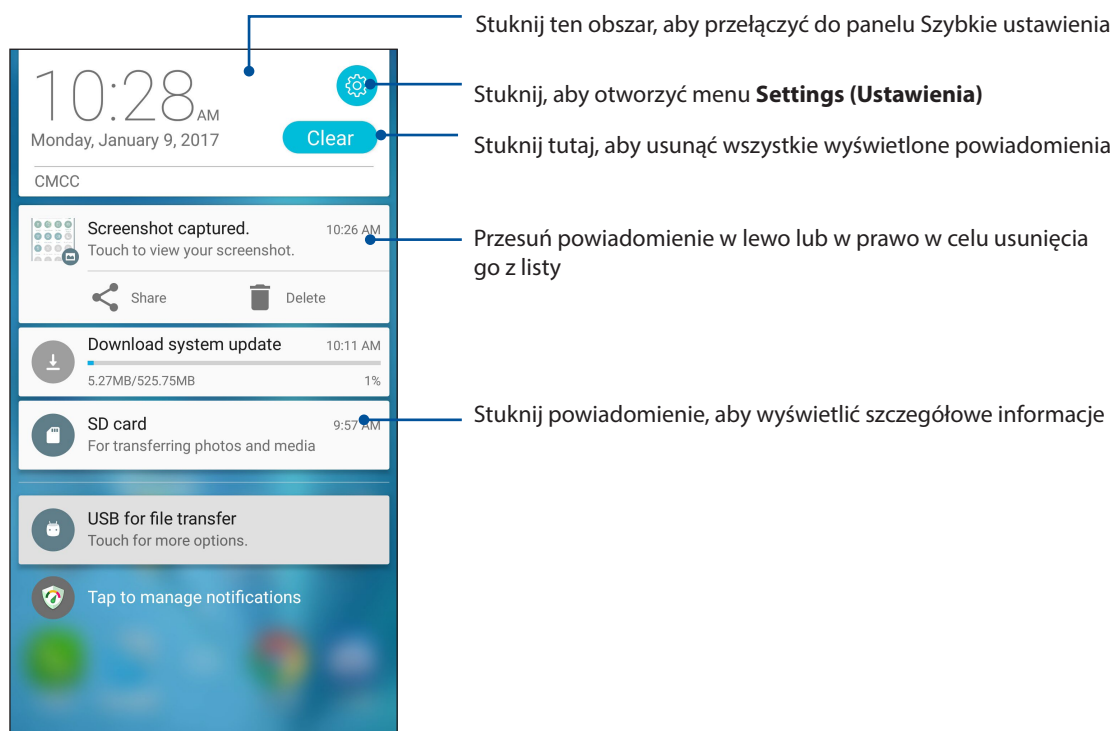 Stuknij ten obszar, aby przełączyć do panelu Szybkie ustawienia
10:28 AM
Stuknij, aby otworzyć menu Settings (Ustawienia)
Monday, January 9, 2017
Clear
Stuknij tutaj, aby usunąć wszystkie wyświetlone powiadomienia
CMCC
Screenshot captured.
10:26 AM
Touch to view your screenshot.
Przesuń powiadomienie w lewo lub w prawo w celu usunięcia
go z listy
Share
Delete
Download system update
10:11 AM
5.27MB/525.75MB
1%
SD card
9:57 AM
For transferring photos and media
Stuknij powiadomienie, aby wyświetlić szczegółowe informacje
USB for file transfer
Touch for more options.
Tap to manage notifications